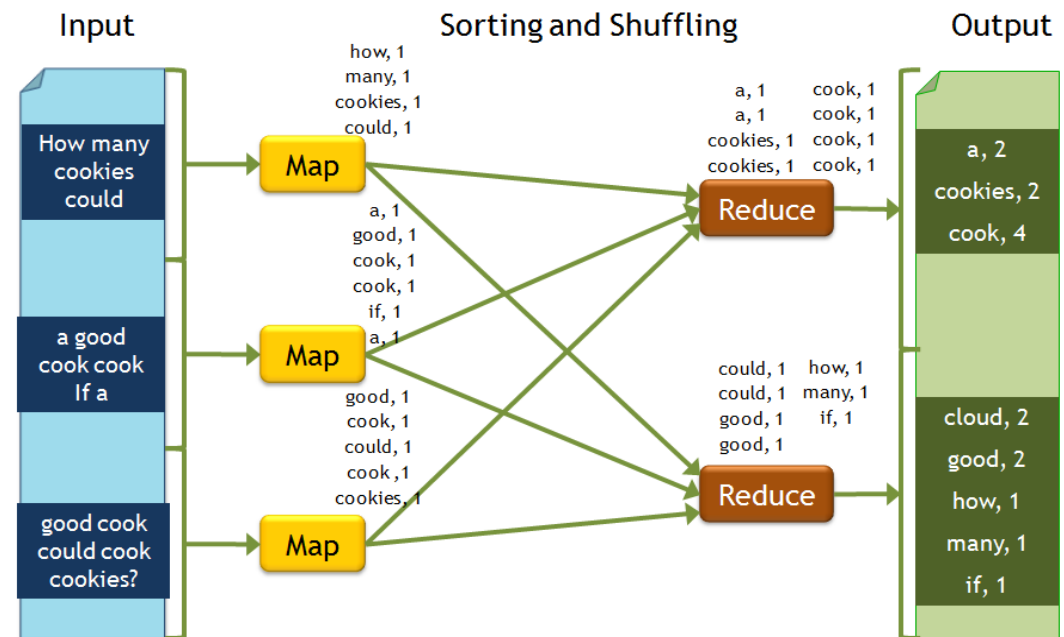 Input
Sorting and Shuffling
Output
how, 1
many, 1
cookies, 1
could, 1
How many
cookies
could
Map
a, 1
good, 1
cook, 1
cook, 1
if, 1
a, 1
a good
cook cook
If a
Map
good, 1
cook, 1
could, 1
cook ,1
cookies, 1
good cook
could cook
cookies?
Map
a, 1
a, 1
cookies, 1
cookies, 1
cook, 1
cook, 1
cook, 1
cook, 1
Reduce
could, 1
could, 1
good, 1
good, 1
how, 1
many, 1
if, 1
Reduce
a, 2
cookies, 2
cook, 4
cloud, 2
good, 2
how, 1
many, 1
if, 1